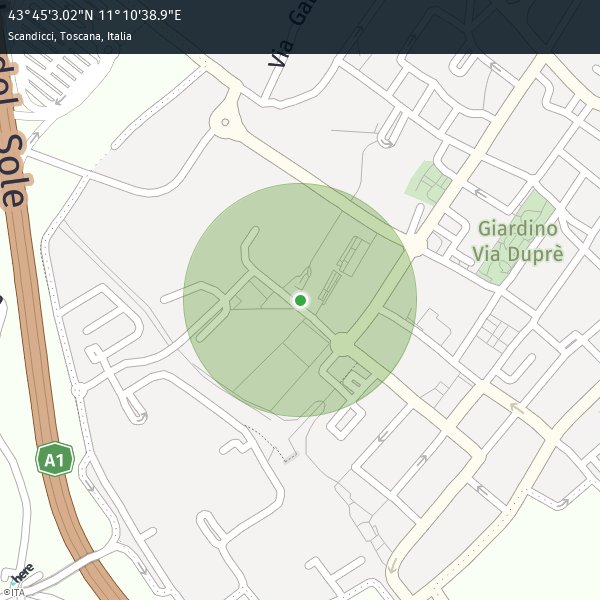 43°45'3.02"N 11°10'38.9"E
Scandicci, Toscana, Italia
Via Gab
del Sole
Giardino
Via Duprè
A1
here
©ITA